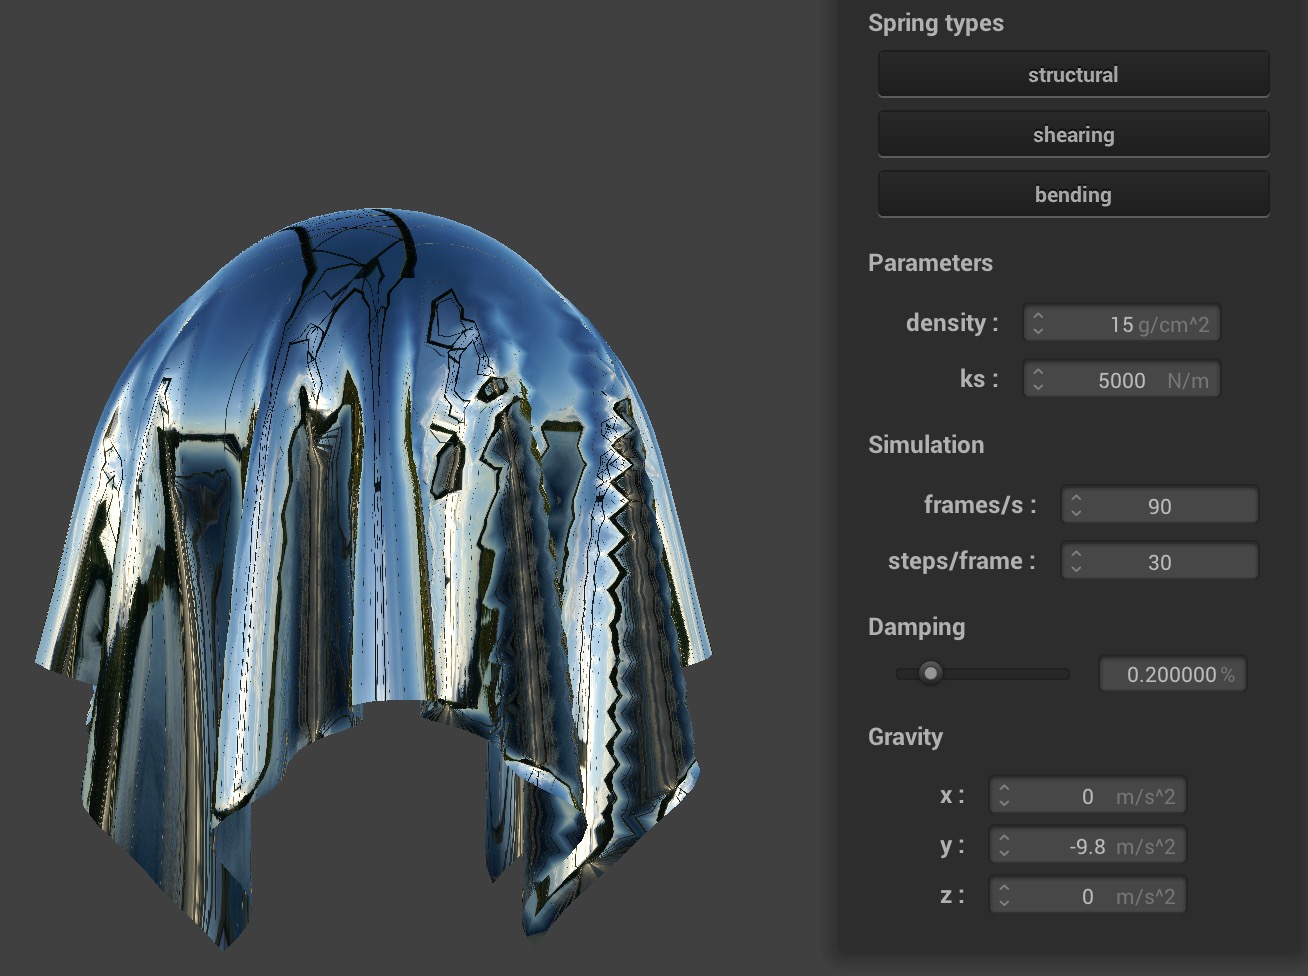 Spring types
structural
shearing
bending
Parameters
density : 15 g/cm^2
ks : 5000 N/m
Simulation
frames/s : 90
steps/frame : 30
Damping
0.200000 %
Gravity
x : 0 m/s^2
y : -9.8 m/s^2
z : 0 m/s^2